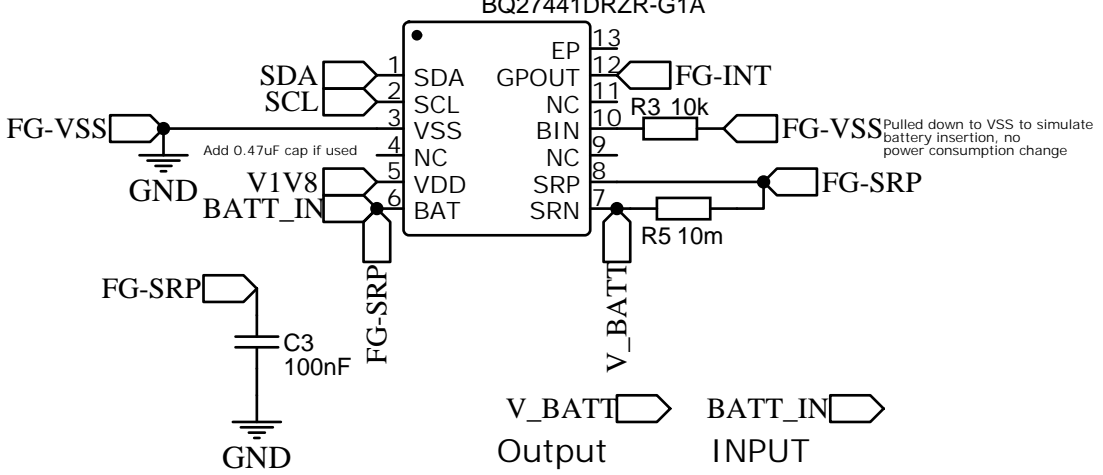 BQ27441DRZR-G1A
EP 13
1 SDA GPOUT 12
SDA FG-INT
2 SCL NC 11
SCL R3 10k
FG-VSS 3 VSS BIN 10 FG-VSS
Pulled down to VSS to simulate
battery insertion, no
power consumption change
Add 0.47uF cap if used
4 NC NC 9
GND V1V8 5 VDD SRP 8 FG-SRP
BATT_IN 6 BAT SRN 7
R5 10m
FG-SRP
V_BATT
FG-SRP
C3
100nF
GND
V_BATT BATT_IN
Output INPUT